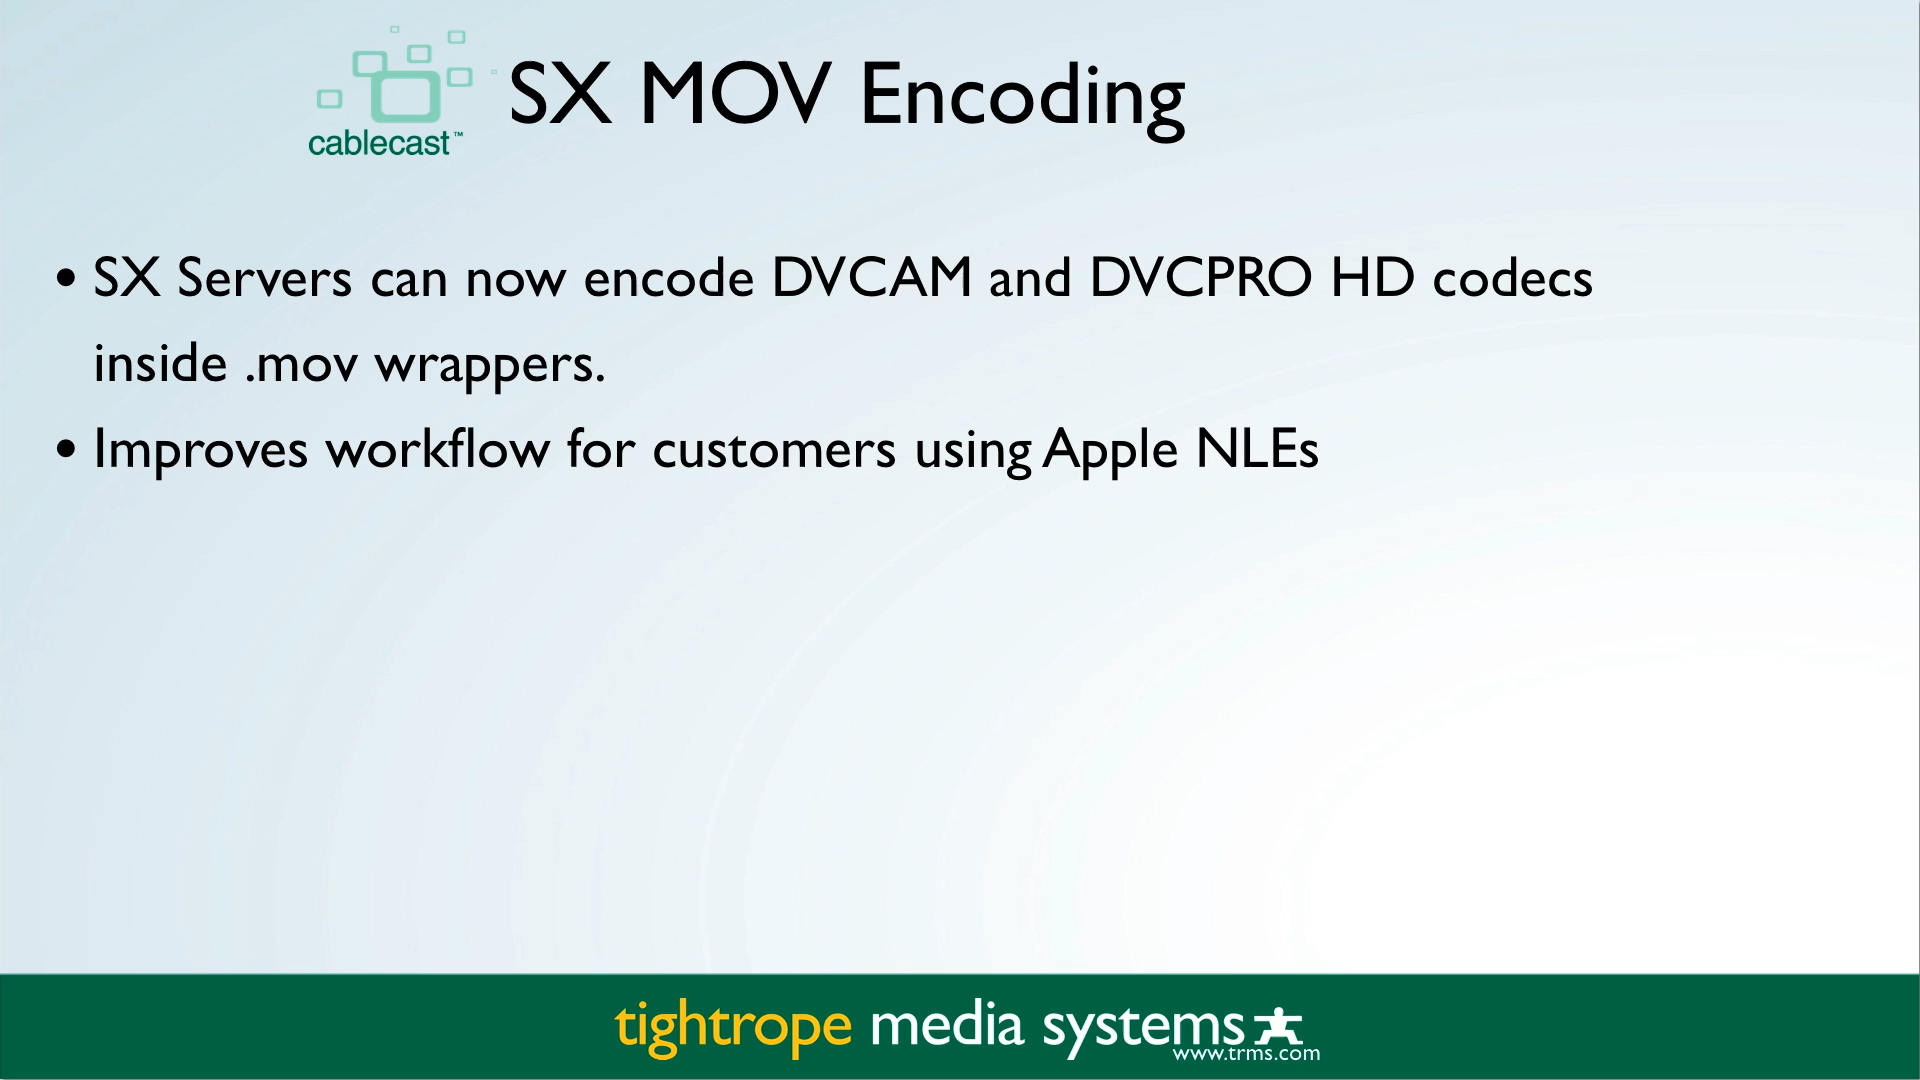 cablecast™
SX MOV Encoding
• SX Servers can now encode DVCAM and DVCPRO HD codecs
inside .mov wrappers.
• Improves workflow for customers using Apple NLEs
tightrope media systems
www.trms.com